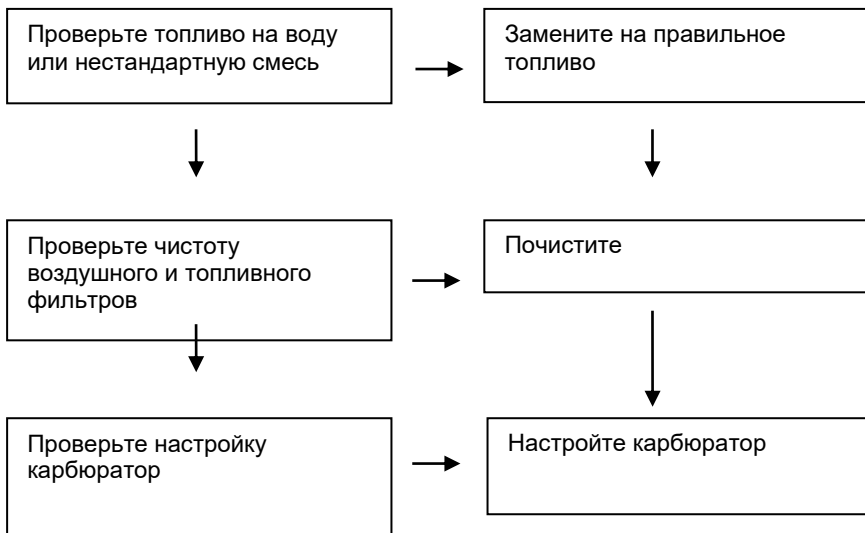 Проверьте топливо на воду
или нестандартную смесь
Замените на правильное
топливо
Проверьте чистоту
воздушного и топливного
фильтров
Почистите
Проверьте настройку
карбюратор
Настройте карбюратор